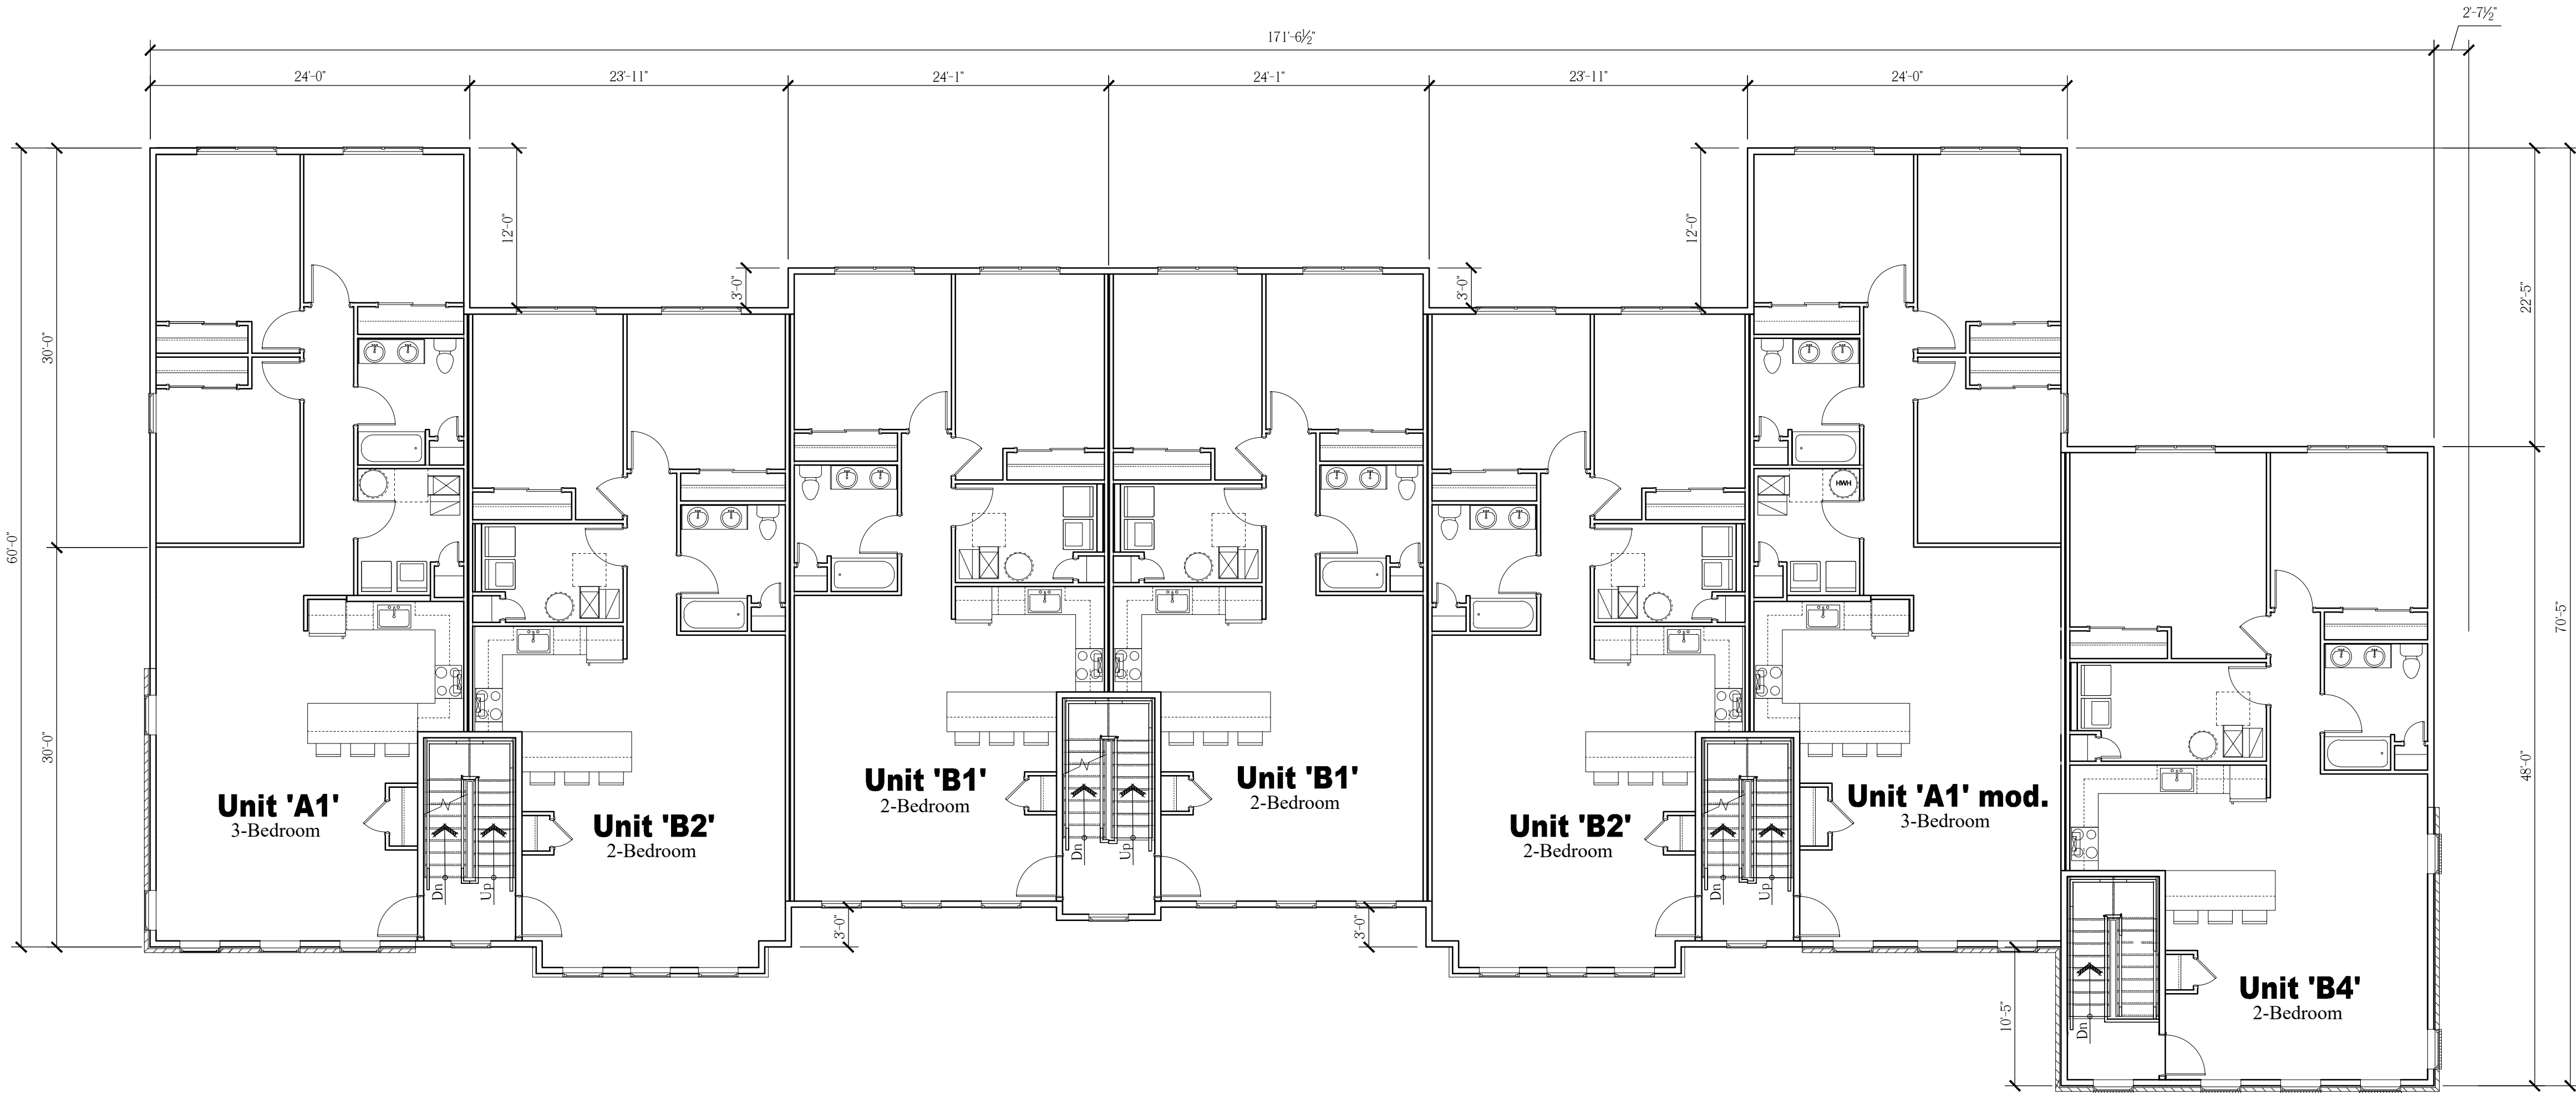 2'-7½"
171'-6½"
24'-0"
23'-11"
24'-1"
24'-1"
23'-11"
24'-0"
12'-0"
12'-0"
3'-0"
3'-0"
22'-5"
30'-0"
60'-0"
HWH
70'-5"
30'-0"
48'-0"
Unit 'A1'
3-Bedroom
Unit 'B2'
2-Bedroom
Unit 'B1'
2-Bedroom
Unit 'B1'
2-Bedroom
Unit 'B2'
2-Bedroom
Unit 'A1' mod.
3-Bedroom
Dn
Up
Dn
Up
Dn
Up
3'-0"
3'-0"
10'-5"
Unit 'B4'
2-Bedroom
Dn